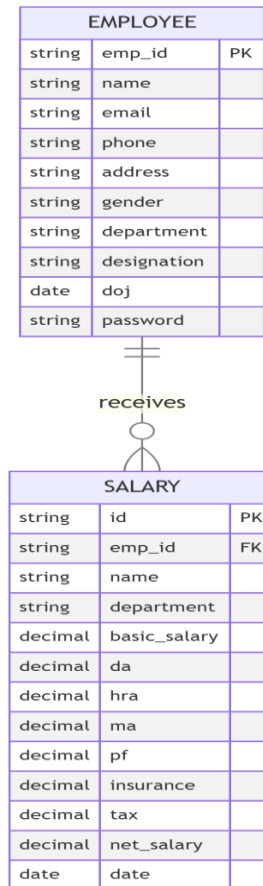 EMPLOYEE
string emp_id PK
string name
string email
string phone
string address
string gender
string department
string designation
date doj
string password
receives
SALARY
string id PK
string emp_id FK
string name
string department
decimal basic_salary
decimal da
decimal hra
decimal ma
decimal pf
decimal insurance
decimal tax
decimal net_salary
date date